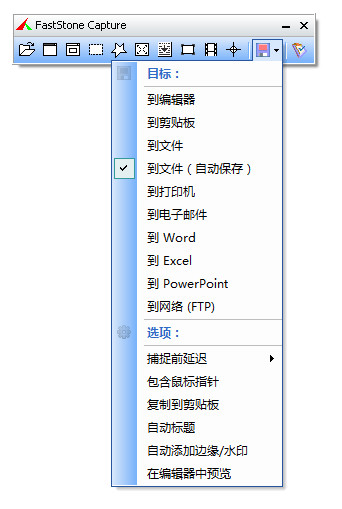 FastStone Capture
目标：
到编辑器
到剪贴板
到文件
到文件（自动保存）
到打印机
到电子邮件
到 Word
到 Excel
到 PowerPoint
到网络 (FTP)
选项：
捕捉前延迟
包含鼠标指针
复制到剪贴板
自动标题
自动添加边缘/水印
在编辑器中预览